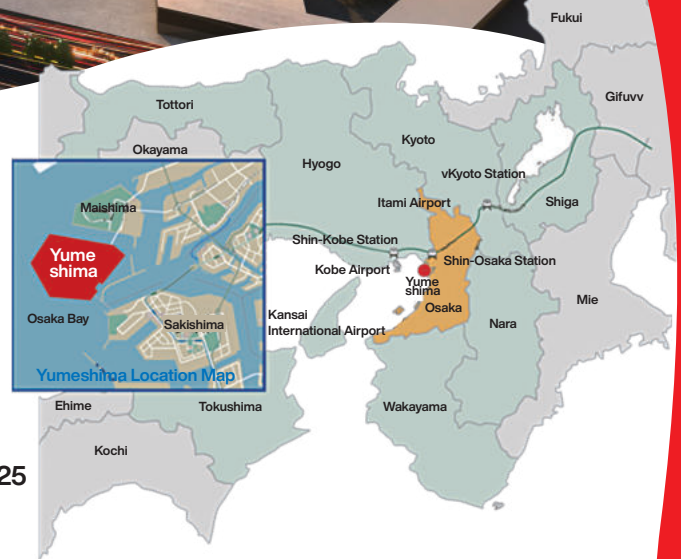 Fukui
Gifuvv
Tottori
Kyoto
Okayama
Hyogo
vKyoto Station
Itami Airport
Shiga
Maishima
Shin-Kobe Station
Yume
shima
Shin-Osaka Station
Kobe Airport
Yume
shima
Mie
Osaka
Kansai
International Airport
Nara
Osaka Bay
Sakishima
Yumeshima Location Map
Ehime
Tokushima
Wakayama
Kochi
25